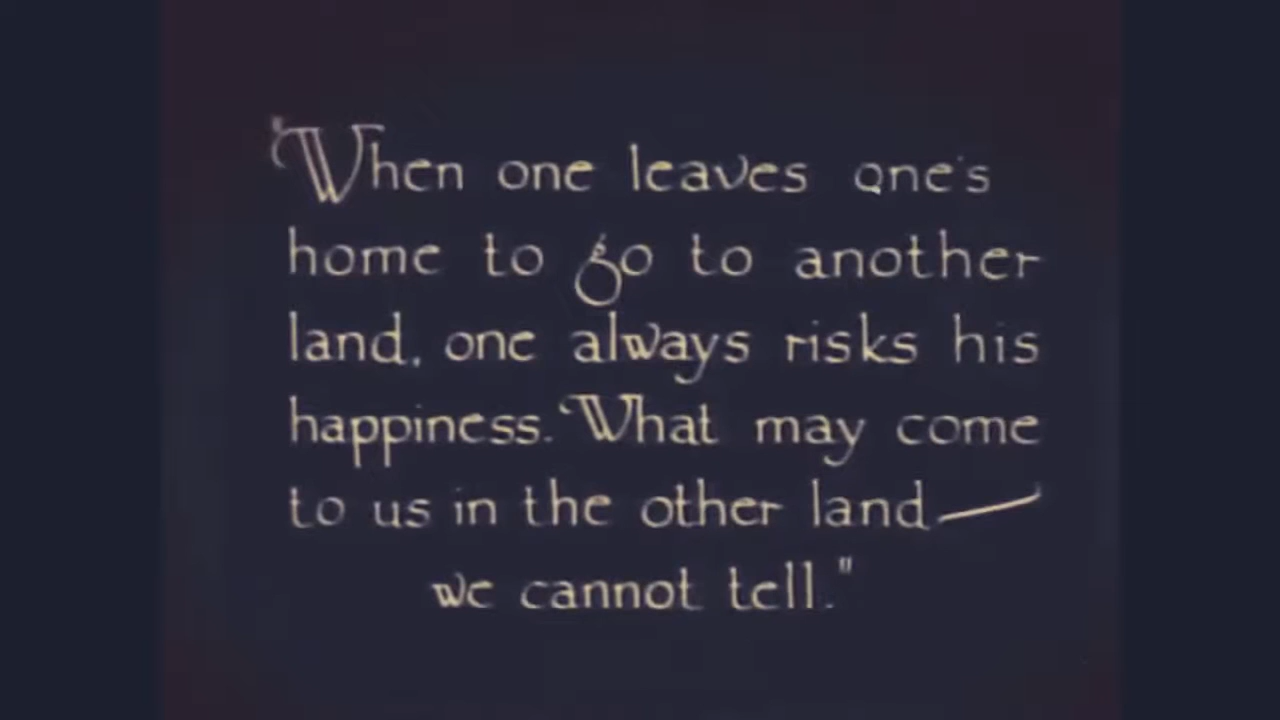 "When one leaves one's
home to go to another
land, one always risks his
happiness. What may come
to us in the other land—
we cannot tell."